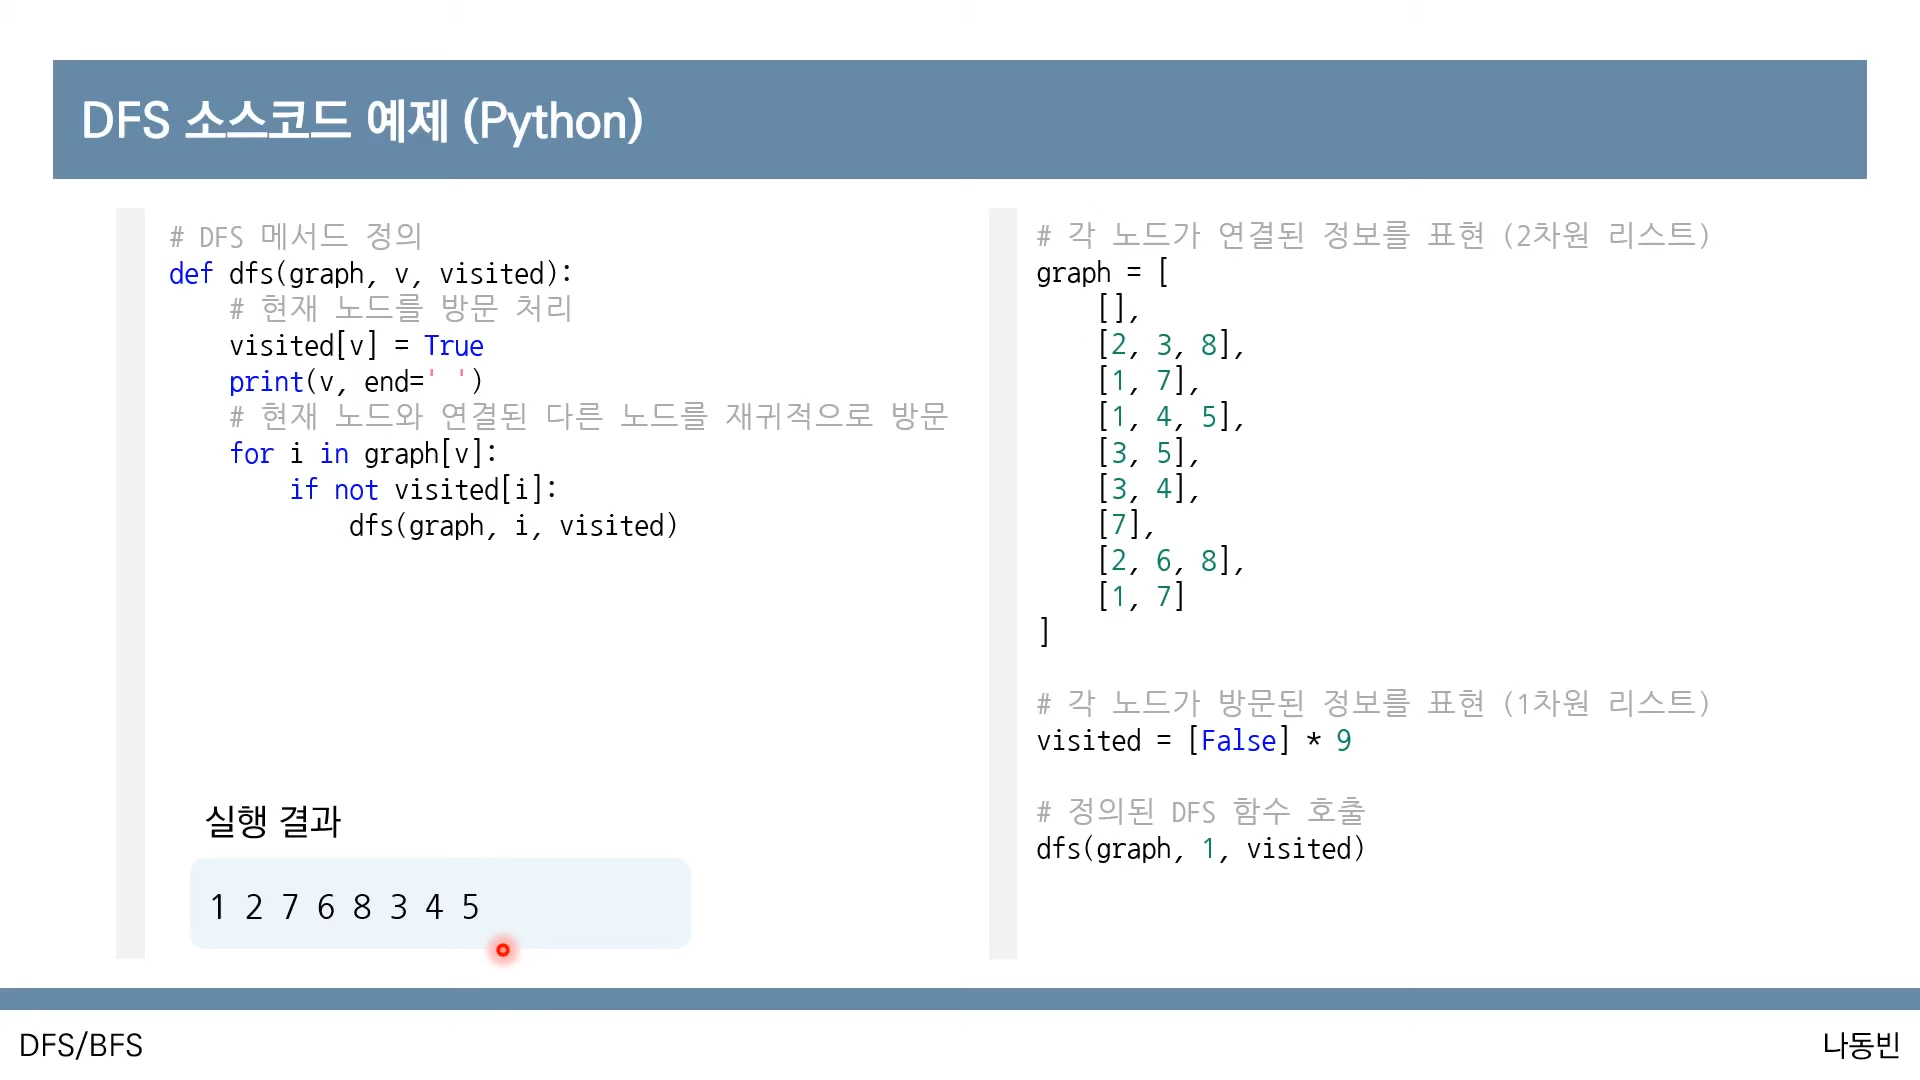 DFS 소스코드 예제 (Python)
# DFS 메서드 정의
def dfs(graph, v, visited):
    # 현재 노드를 방문 처리
    visited[v] = True
    print(v, end=' ')
    # 현재 노드와 연결된 다른 노드를 재귀적으로 방문
    for i in graph[v]:
        if not visited[i]:
            dfs(graph, i, visited)
실행 결과
1 2 7 6 8 3 4 5
# 각 노드가 연결된 정보를 표현 (2차원 리스트)
graph = [
    [],
    [2, 3, 8],
    [1, 7],
    [1, 4, 5],
    [3, 5],
    [3, 4],
    [7],
    [2, 6, 8],
    [1, 7]
]
# 각 노드가 방문된 정보를 표현 (1차원 리스트)
visited = [False] * 9
# 정의된 DFS 함수 호출
dfs(graph, 1, visited)
DFS/BFS
나동빈